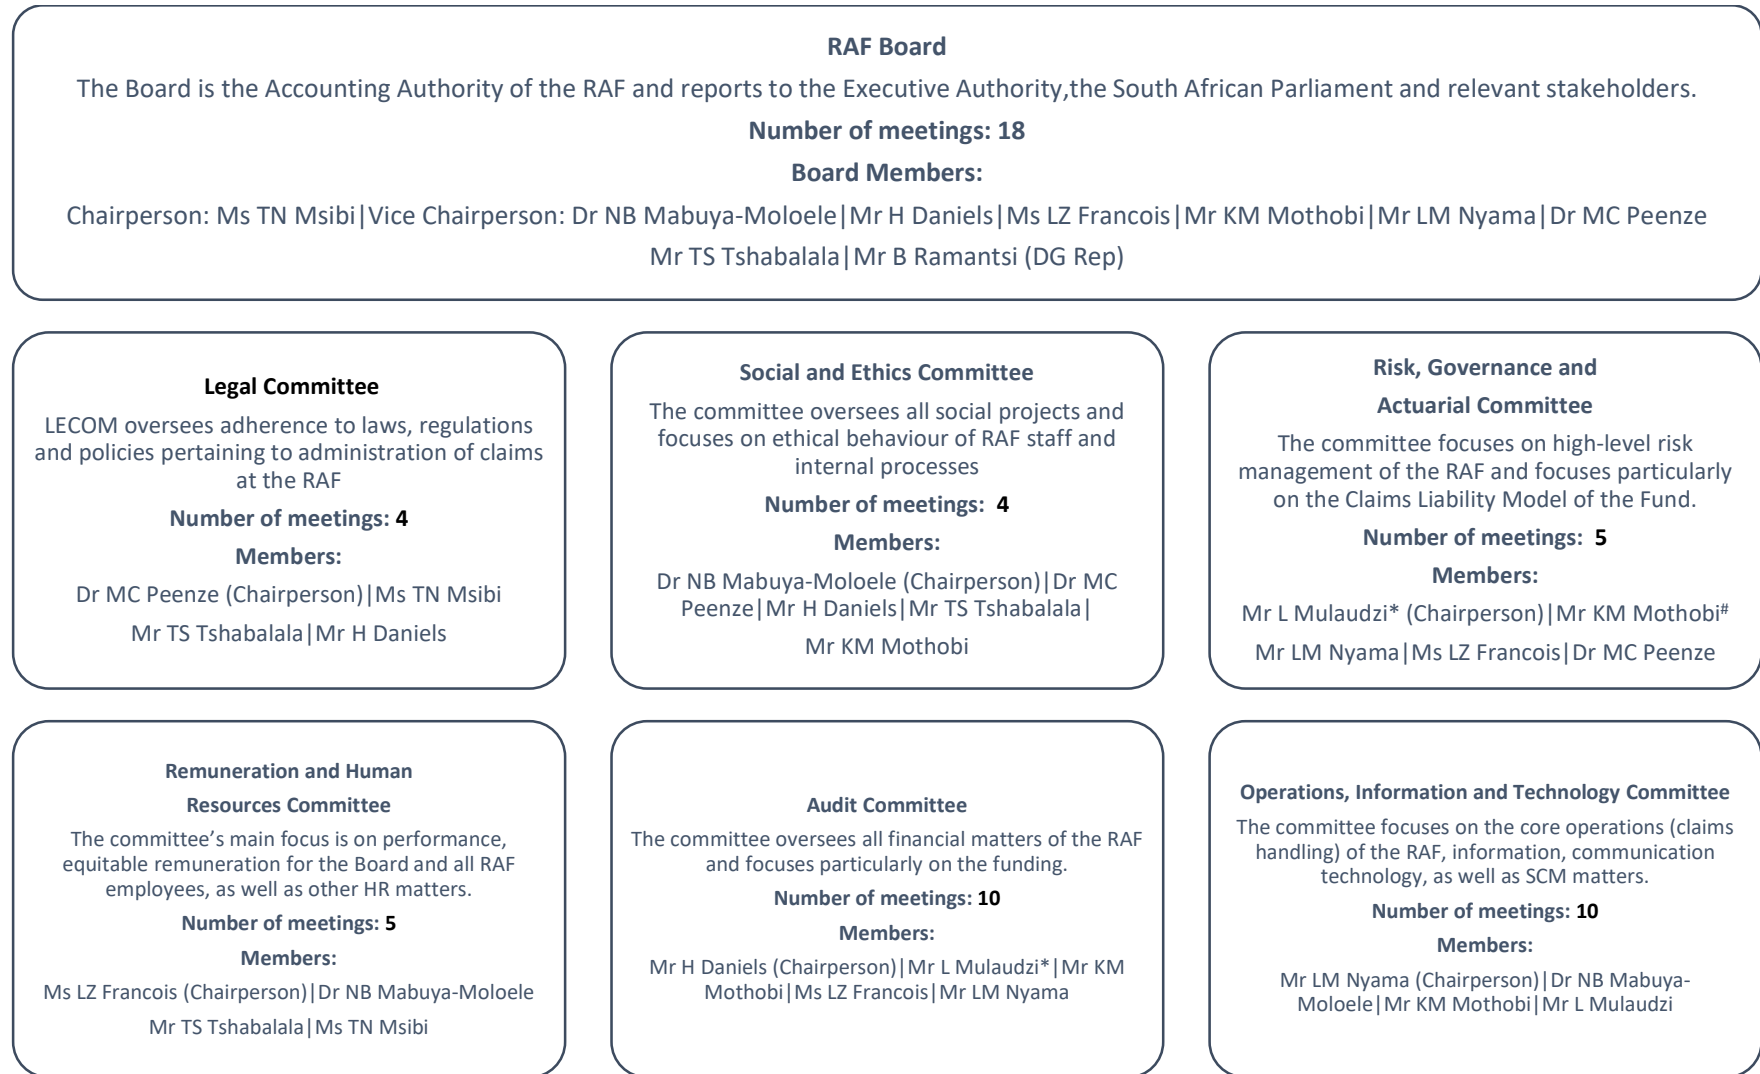 RAF Board
The Board is the Accounting Authority of the RAF and reports to the Executive Authority,the South African Parliament and relevant stakeholders.
Number of meetings: 18
Board Members:
Chairperson: Ms TN Msibi|Vice Chairperson: Dr NB Mabuya-Moloele|Mr H Daniels|Ms LZ Francois|Mr KM Mothobi|Mr LM Nyama|Dr MC Peenze
Mr TS Tshabalala|Mr B Ramantsi (DG Rep)
Legal Committee
LECOM oversees adherence to laws, regulations
and policies pertaining to administration of claims
at the RAF
Number of meetings: 4
Members:
Dr MC Peenze (Chairperson)|Ms TN Msibi
Mr TS Tshabalala|Mr H Daniels
Social and Ethics Committee
The committee oversees all social projects and
focuses on ethical behaviour of RAF staff and
internal processes
Number of meetings: 4
Members:
Dr NB Mabuya-Moloele (Chairperson)|Dr MC
Peenze|Mr H Daniels|Mr TS Tshabalala|
Mr KM Mothobi
Risk, Governance and
Actuarial Committee
The committee focuses on high-level risk
management of the RAF and focuses particularly
on the Claims Liability Model of the Fund.
Number of meetings: 5
Members:
Mr L Mulaudzi* (Chairperson)|Mr KM Mothobi#
Mr LM Nyama|Ms LZ Francois|Dr MC Peenze
Remuneration and Human
Resources Committee
The committee’s main focus is on performance,
equitable remuneration for the Board and all RAF
employees, as well as other HR matters.
Number of meetings: 5
Members:
Ms LZ Francois (Chairperson)|Dr NB Mabuya-Moloele
Mr TS Tshabalala|Ms TN Msibi
Audit Committee
The committee oversees all financial matters of the RAF
and focuses particularly on the funding.
Number of meetings: 10
Members:
Mr H Daniels (Chairperson)|Mr L Mulaudzi*|Mr KM
Mothobi|Ms LZ Francois|Mr LM Nyama
Operations, Information and Technology Committee
The committee focuses on the core operations (claims
handling) of the RAF, information, communication
technology, as well as SCM matters.
Number of meetings: 10
Members:
Mr LM Nyama (Chairperson)|Dr NB Mabuya-
Moloele|Mr KM Mothobi|Mr L Mulaudzi